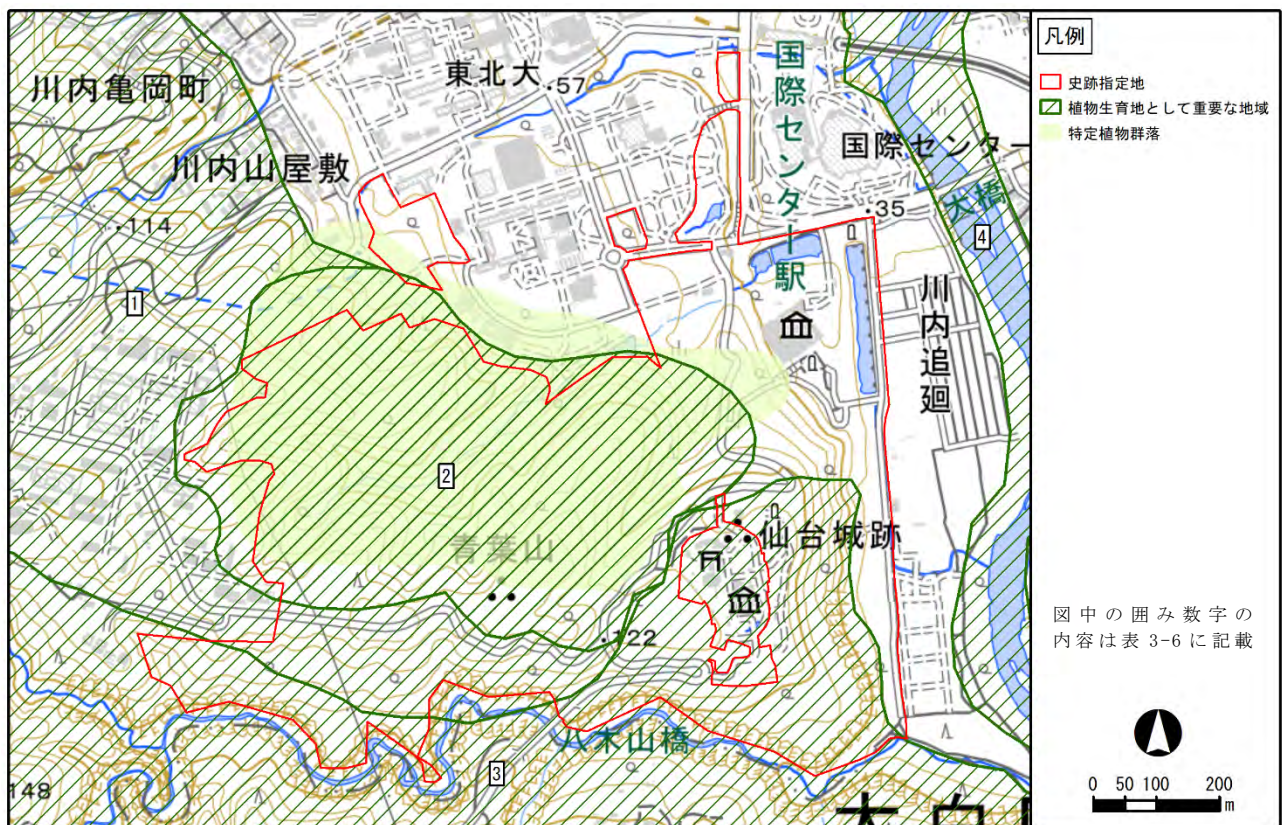 川内亀岡町
東北大
57
国際センター駅
国際センター
川内山屋敷
大橋
35
114
4
1
川内追廻
2
仙台城跡
青葉山
122
八木山橋
3
148
凡例
史跡指定地
植物生育地として重要な地域
特定植物群落
図中の囲み数字の
内容は表 3-6 に記載
0 50 100 200
m